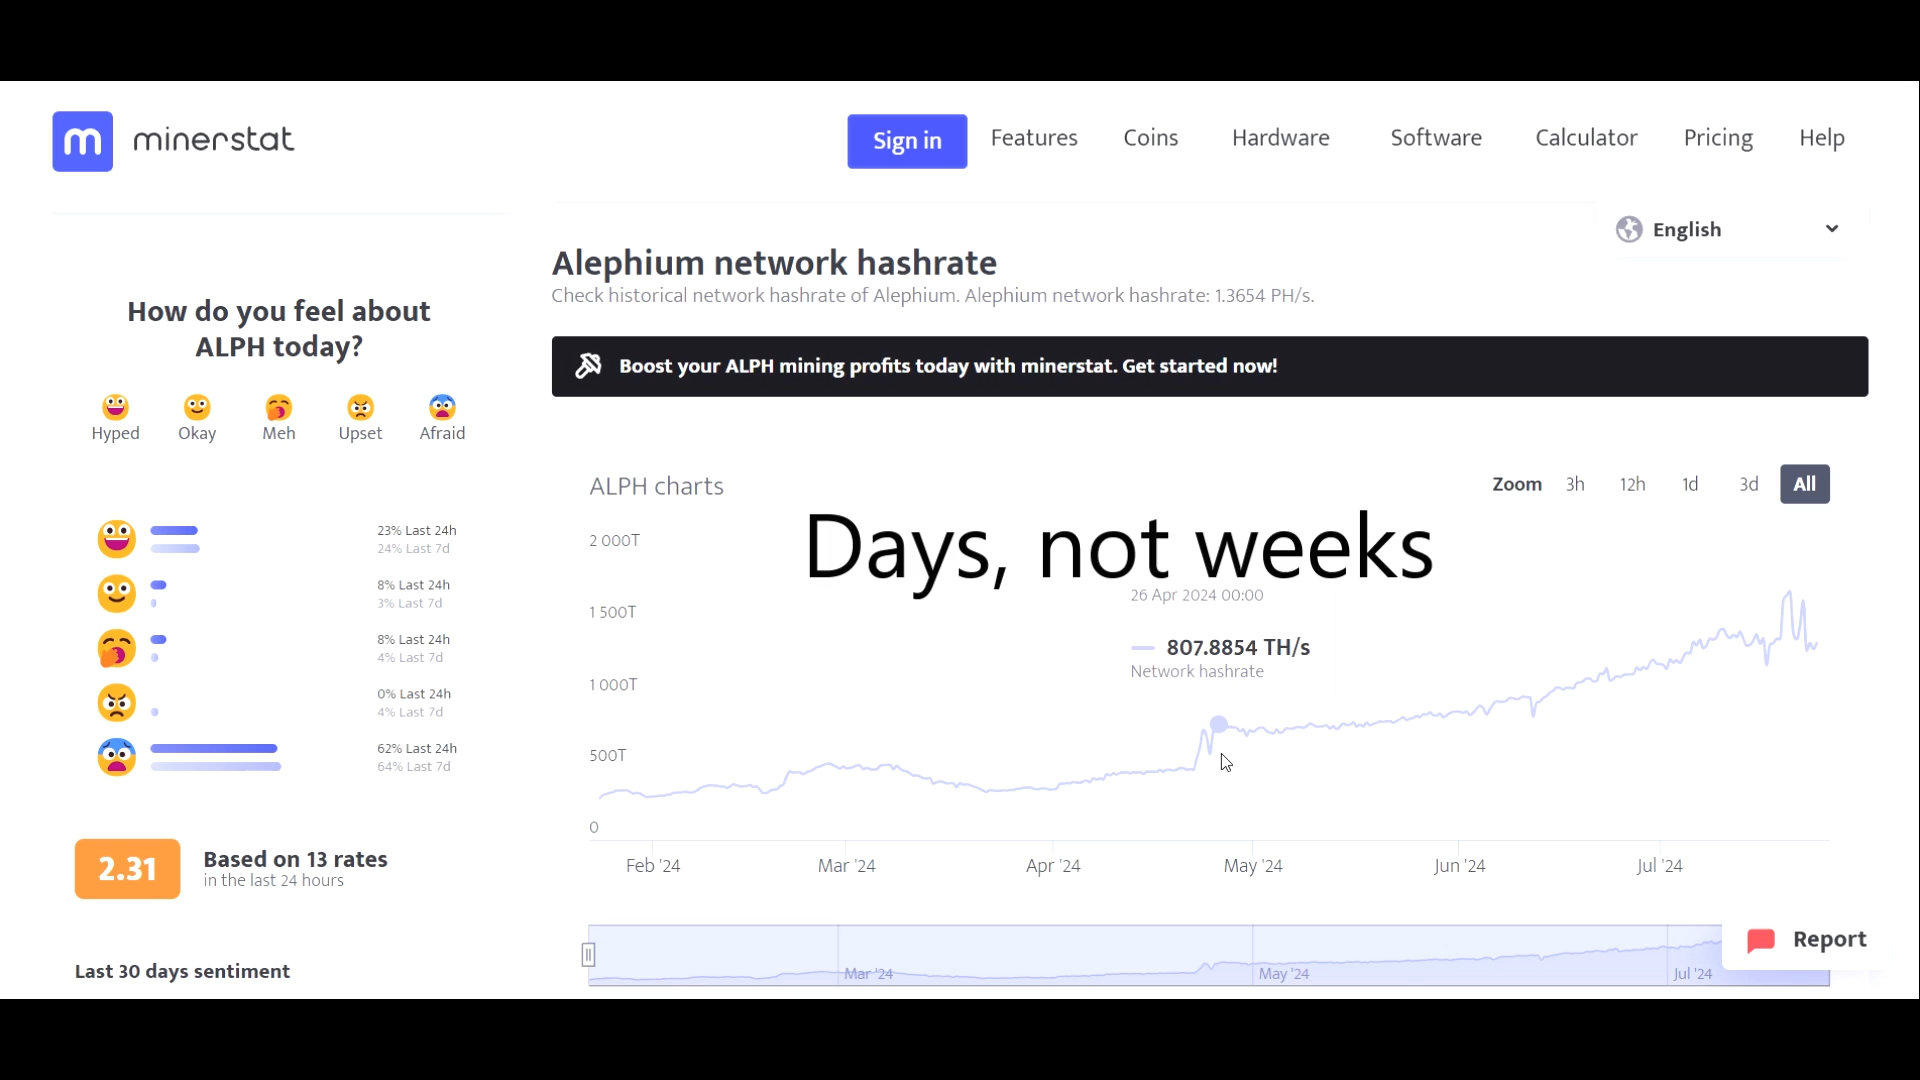 m minerstat
Sign in Features Coins Hardware Software Calculator Pricing Help
English
How do you feel about
ALPH today?
Hyped Okay Meh Upset Afraid
23% Last 24h
24% Last 7d
8% Last 24h
3% Last 7d
8% Last 24h
4% Last 7d
0% Last 24h
4% Last 7d
62% Last 24h
64% Last 7d
2.31
Based on 13 rates
in the last 24 hours
Last 30 days sentiment
Alephium network hashrate
Check historical network hashrate of Alephium. Alephium network hashrate: 1.3654 PH/s.
Boost your ALPH mining profits today with minerstat. Get started now!
ALPH charts
Zoom 3h 12h 1d 3d All
Days, not weeks
26 Apr 2024 00:00
807.8854 TH/s
Network hashrate
2 000T
1 500T
1 000T
500T
0
Feb '24 Mar '24 Apr '24 May '24 Jun '24 Jul '24
Mar '24 May '24 Jul '24
Report